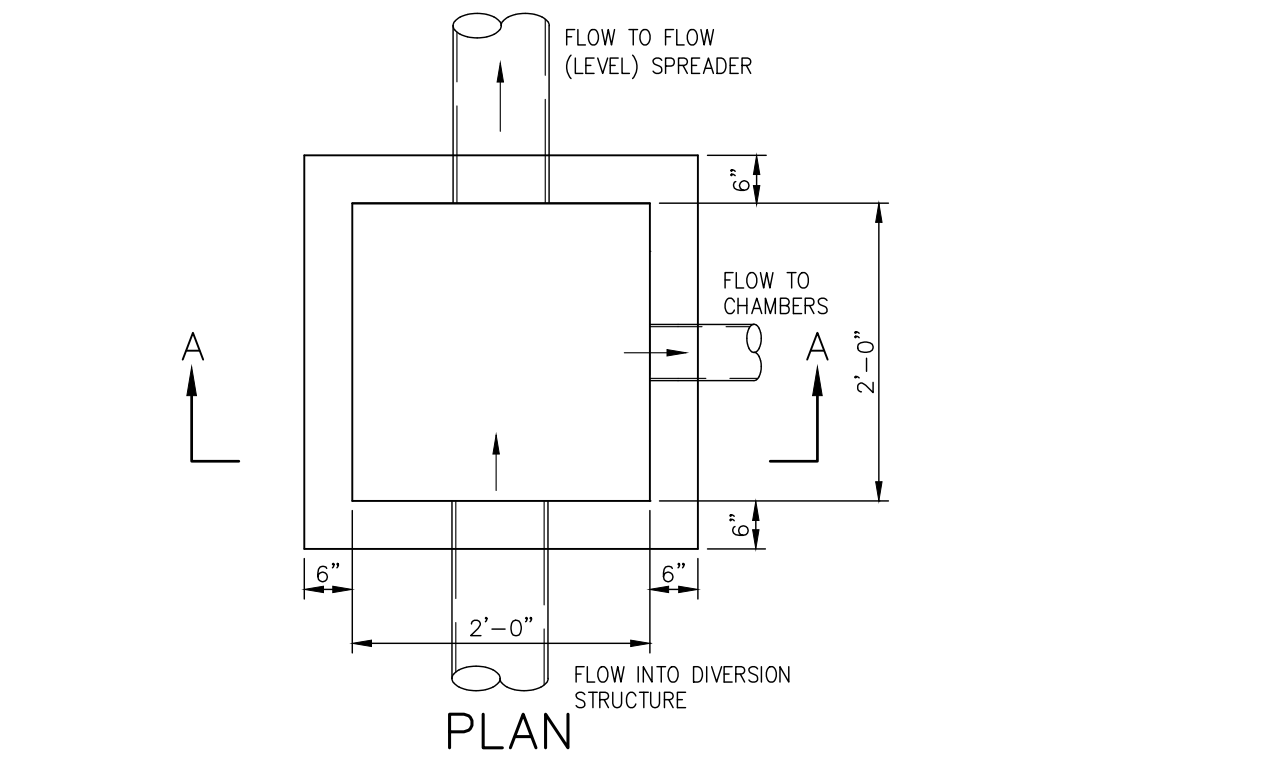 FLOW TO FLOW
(LEVEL) SPREADER
6”
FLOW TO
CHAMBERS
A
A
2’-0”
6”
6”
6”
2’-0”
FLOW INTO DIVERSION
STRUCTURE
PLAN